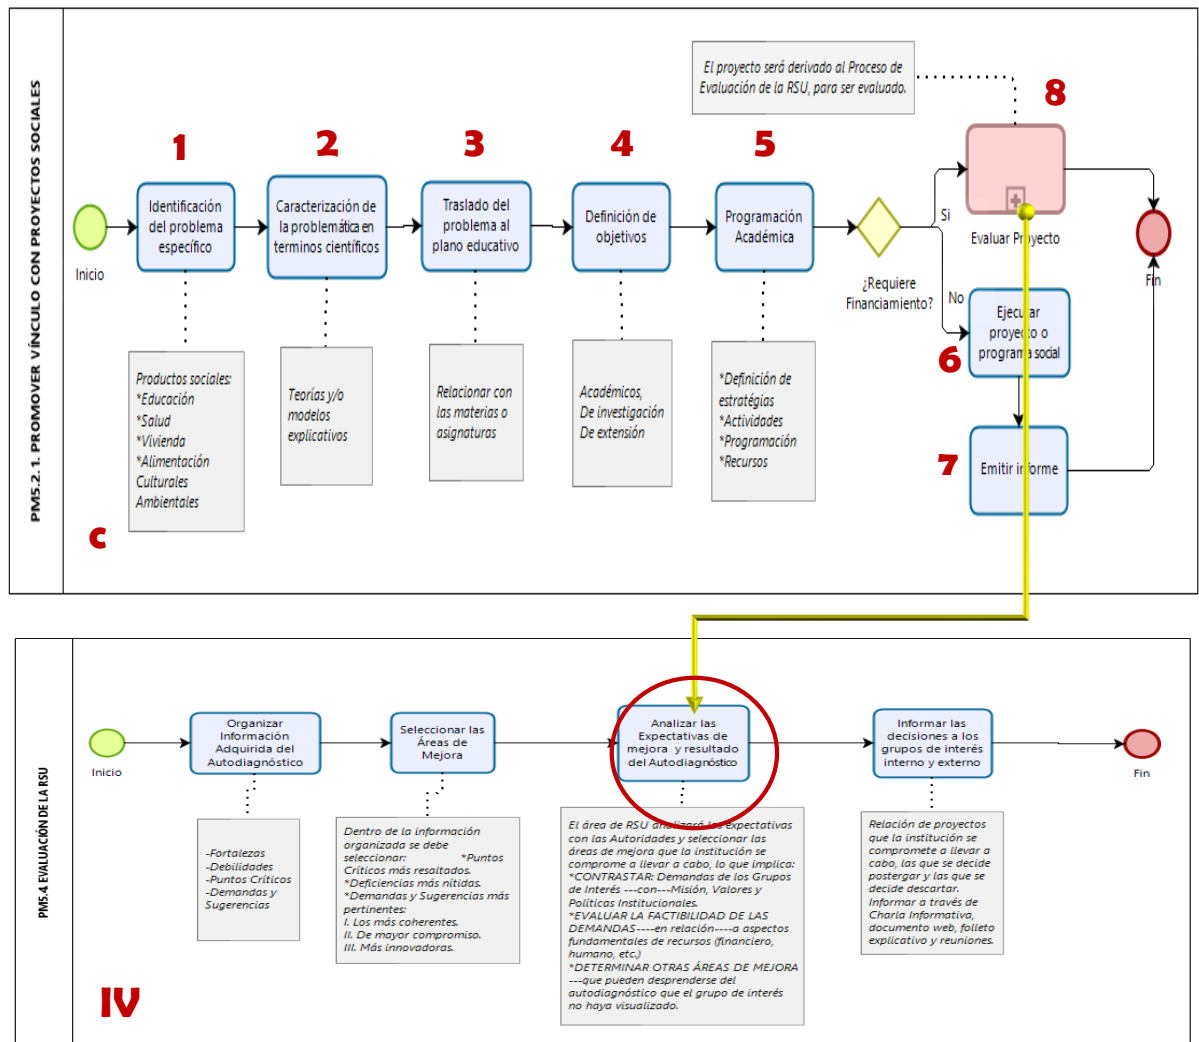 PM5.2.1. PROMOVER VÍNCULO CON PROYECTOS SOCIALES
El proyecto será derivado al Proceso de
Evaluación de la RSU, para ser evaluado.
1
2
3
4
5
8
Inicio
Identificación
del problema
específico
Caracterización de
la problemática en
terminos científicos
Traslado del
problema al
plano educativo
Definición de
objetivos
Programación
Académica
¿Requiere
Financiamiento?
Si
No
Evaluar Proyecto
Fin
6
Ejecutar
proyecto o
programa social
7
Emitir informe
Productos sociales:
*Educación
*Salud
*Vivienda
*Alimentación
Culturales
Ambientales
Teorías y/o
modelos
explicativos
Relacionar con
las materias o
asignaturas
Académicos,
De investigación
De extensión
*Definición de
estratégias
*Actividades
*Programación
*Recursos
C
PM5.4 EVALUACIÓN DE LA RSU
Inicio
Organizar
Información
Adquirida del
Autodiagnóstico
Seleccionar las
Áreas de
Mejora
Analizar las
Expectativas de
mejora y resultado
del Autodiagnóstico
Informar las
decisiones a los
grupos de interés
interno y externo
Fin
-Fortalezas
-Debilidades
-Puntos Críticos
-Demandas y
Sugerencias
Dentro de la información
organizada se debe
seleccionar: *Puntos
Críticos más resaltados.
*Deficiencias más nítidas.
*Demandas y Sugerencias más
pertinentes:
I. Los más coherentes.
II. De mayor compromiso.
III. Más innovadoras.
El área de RSU analizará las expectativas
con las Autoridades y seleccionar las
áreas de mejora que la institución se
comprome a llevar a cabo, lo que implica:
*CONTRASTAR: Demandas de los Grupos
de Interés ---con---Misión, Valores y
Políticas Institucionales.
*EVALUAR LA FACTIBILIDAD DE LAS
DEMANDAS----en relación----a aspectos
fundamentales de recursos (financiero,
humano, etc.)
*DETERMINAR OTRAS ÁREAS DE MEJORA
---que pueden desprenderse del
autodiagnóstico que el grupo de interés
no haya visualizado.
Relación de proyectos
que la institución se
compromete a llevar a
cabo, las que se decide
postergar y las que se
decide descartar.
Informar a través de
Charla Informativa,
documento web, folleto
explicativo y reuniones.
IV